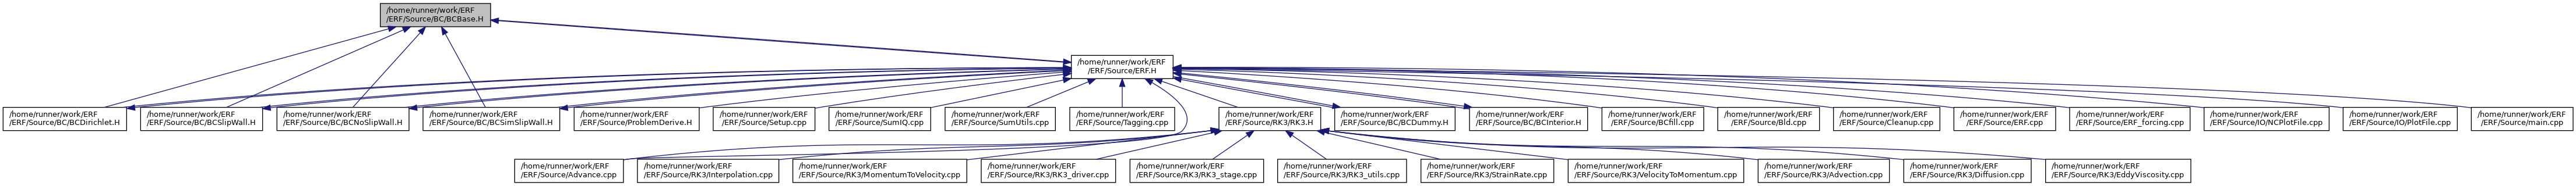 /home/runner/work/ERF
/ERF/Source/BC/BCBase.H
/home/runner/work/ERF
/ERF/Source/ERF.H
/home/runner/work/ERF
/ERF/Source/BC/BCDirichlet.H
/home/runner/work/ERF
/ERF/Source/BC/BCSlipWall.H
/home/runner/work/ERF
/ERF/Source/BC/BCNoSlipWall.H
/home/runner/work/ERF
/ERF/Source/BC/BCSimSlipWall.H
/home/runner/work/ERF
/ERF/Source/ProblemDerive.H
/home/runner/work/ERF
/ERF/Source/Setup.cpp
/home/runner/work/ERF
/ERF/Source/SumIQ.cpp
/home/runner/work/ERF
/ERF/Source/SumUtils.cpp
/home/runner/work/ERF
/ERF/Source/Tagging.cpp
/home/runner/work/ERF
/ERF/Source/RK3/RK3.H
/home/runner/work/ERF
/ERF/Source/BC/BCDummy.H
/home/runner/work/ERF
/ERF/Source/BC/BCInterior.H
/home/runner/work/ERF
/ERF/Source/BCfill.cpp
/home/runner/work/ERF
/ERF/Source/Bld.cpp
/home/runner/work/ERF
/ERF/Source/Cleanup.cpp
/home/runner/work/ERF
/ERF/Source/ERF.cpp
/home/runner/work/ERF
/ERF/Source/ERF_forcing.cpp
/home/runner/work/ERF
/ERF/Source/IO/NCPlotFile.cpp
/home/runner/work/ERF
/ERF/Source/IO/PlotFile.cpp
/home/runner/work/ERF
/ERF/Source/main.cpp
/home/runner/work/ERF
/ERF/Source/Advance.cpp
/home/runner/work/ERF
/ERF/Source/RK3/Interpolation.cpp
/home/runner/work/ERF
/ERF/Source/RK3/MomentumToVelocity.cpp
/home/runner/work/ERF
/ERF/Source/RK3/RK3_driver.cpp
/home/runner/work/ERF
/ERF/Source/RK3/RK3_stage.cpp
/home/runner/work/ERF
/ERF/Source/RK3/RK3_utils.cpp
/home/runner/work/ERF
/ERF/Source/RK3/StrainRate.cpp
/home/runner/work/ERF
/ERF/Source/RK3/VelocityToMomentum.cpp
/home/runner/work/ERF
/ERF/Source/RK3/Advection.cpp
/home/runner/work/ERF
/ERF/Source/RK3/Diffusion.cpp
/home/runner/work/ERF
/ERF/Source/RK3/EddyViscosity.cpp